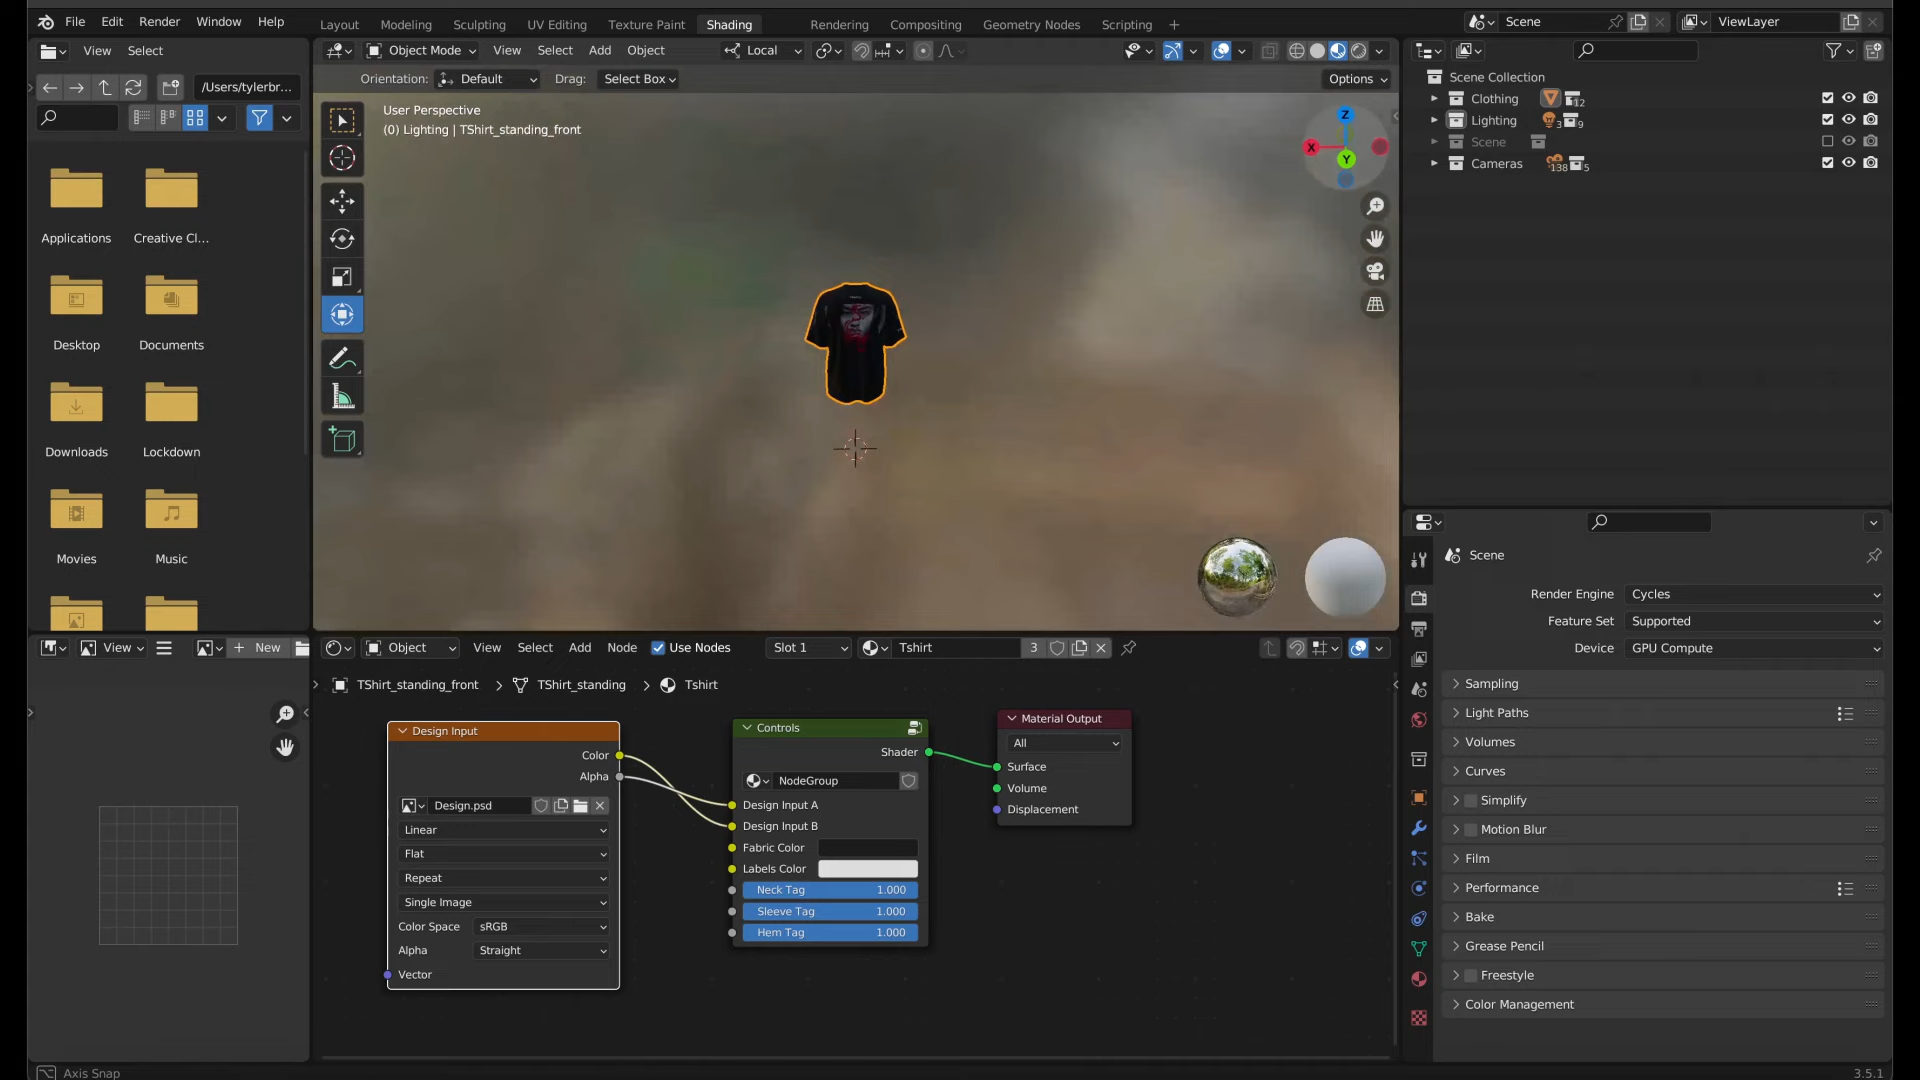 File Edit Render Window Help
Layout Modeling Sculpting UV Editing Texture Paint Shading Rendering Compositing Geometry Nodes Scripting +
Scene
ViewLayer
View Select
Object Mode View Select Add Object Local
/Users/tylerbr...
Orientation: Default Drag: Select Box Options
User Perspective
(0) Lighting | TShirt_standing_front
Z
X
Y
Applications
Creative Cl...
Desktop
Documents
Downloads
Lockdown
Movies
Music
Scene Collection
Clothing 12
Lighting 3 9
Scene
Cameras 138 5
Scene
Render Engine Cycles
Feature Set Supported
Device GPU Compute
Sampling
Light Paths
Volumes
Curves
Simplify
Motion Blur
Film
Performance
Bake
Grease Pencil
Freestyle
Color Management
View + New
Object View Select Add Node Use Nodes Slot 1 Tshirt 3
TShirt_standing_front > TShirt_standing > Tshirt
Design Input
Color
Alpha
Design.psd
Linear
Flat
Repeat
Single Image
Color Space sRGB
Alpha Straight
Vector
Controls
Shader
NodeGroup
Design Input A
Design Input B
Fabric Color
Labels Color
Neck Tag 1.000
Sleeve Tag 1.000
Hem Tag 1.000
Material Output
All
Surface
Volume
Displacement
Axis Snap
3.5.1